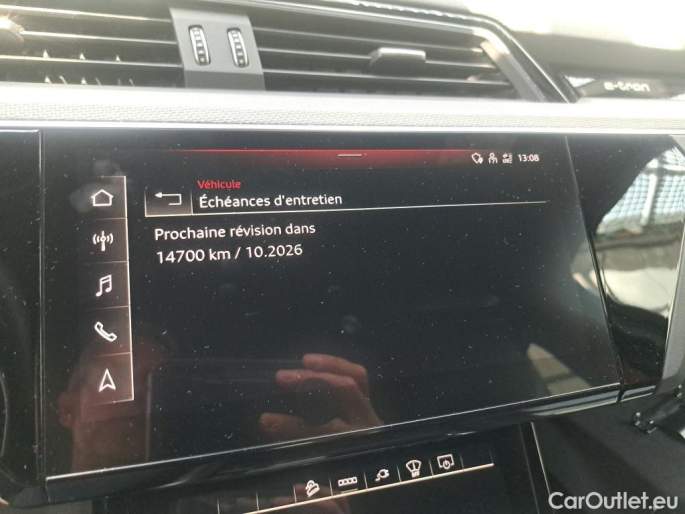 e-tron
13:08
Véhicule
Échéances d'entretien
Prochaine révision dans
14700 km / 10.2026
CarOutlet.eu